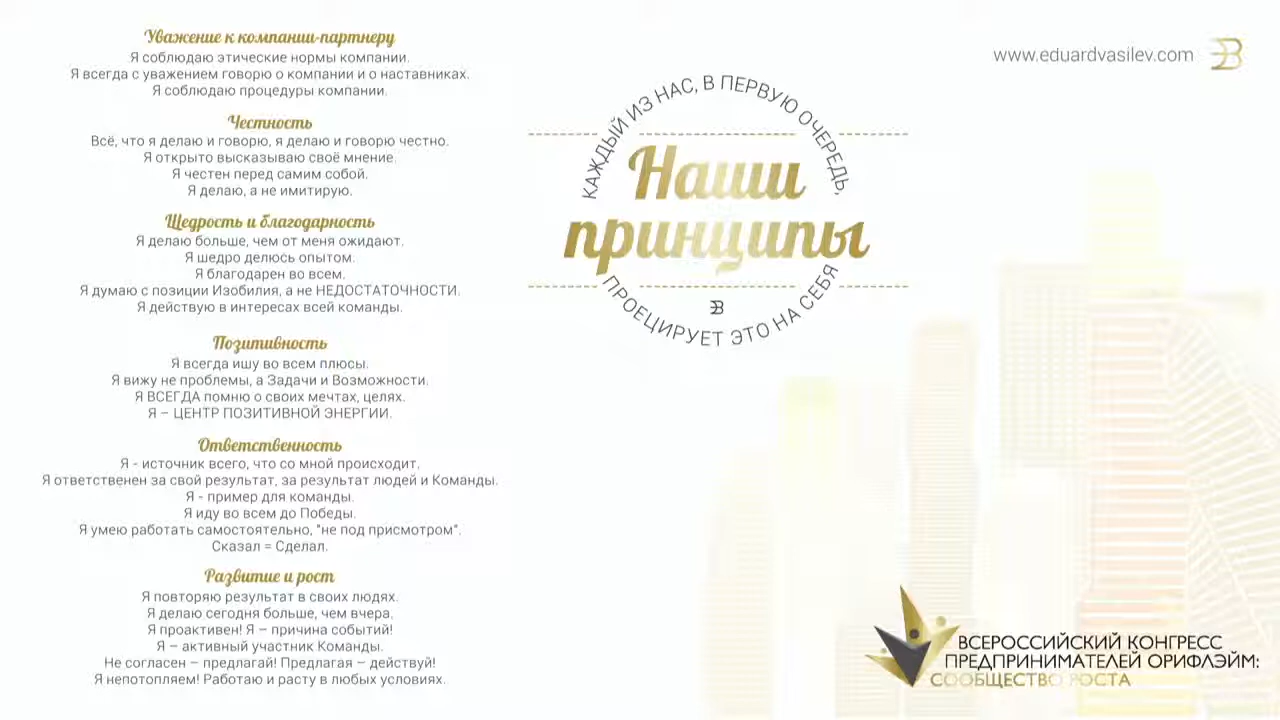 Уважение к компании-партнеру
Я соблюдаю этические нормы компании.
Я всегда с уважением говорю о компании и о наставниках.
Я соблюдаю процедуры компании.
Честность
Всё, что я делаю и говорю, я делаю и говорю честно.
Я открыто высказываю своё мнение.
Я честен перед самим собой.
Я делаю, а не имитирую.
Щедрость и благодарность
Я делаю больше, чем от меня ожидают.
Я щедро делюсь опытом.
Я благодарен во всем.
Я думаю с позиции Изобилия, а не НЕДОСТАТОЧНОСТИ.
Я действую в интересах всей команды.
Позитивность
Я всегда ищу во всем плюсы.
Я вижу не проблемы, а Задачи и Возможности.
Я ВСЕГДА помню о своих мечтах, целях.
Я – ЦЕНТР ПОЗИТИВНОЙ ЭНЕРГИИ.
Ответственность
Я - источник всего, что со мной происходит.
Я ответственен за свой результат, за результат людей и Команды.
Я - пример для команды.
Я иду во всем до Победы.
Я умею работать самостоятельно, "не под присмотром".
Сказал = Сделал.
Развитие и рост
Я повторяю результат в своих людях.
Я делаю сегодня больше, чем вчера.
Я проактивен! Я – причина событий!
Я – активный участник Команды.
Не согласен – предлагай! Предлагая – действуй!
Я непотопляем! Работаю и расту в любых условиях.
КАЖДЫЙ ИЗ НАС, В ПЕРВУЮ ОЧЕРЕДЬ,
Наши
принципы
ПРОЕЦИРУЕТ ЭТО НА СЕБЯ
www.eduardvasilev.com
ВСЕРОССИЙСКИЙ КОНГРЕСС
ПРЕДПРИНИМАТЕЛЕЙ ОРИФЛЭЙМ:
СООБЩЕСТВО РОСТА